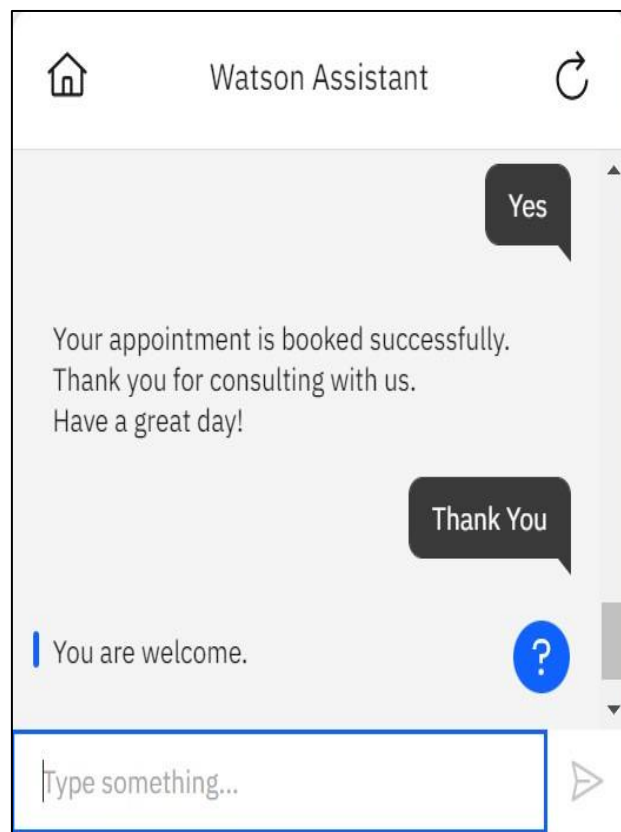 Watson Assistant
Yes
Your appointment is booked successfully.
Thank you for consulting with us.
Have a great day!
Thank You
You are welcome.
?
Type something...